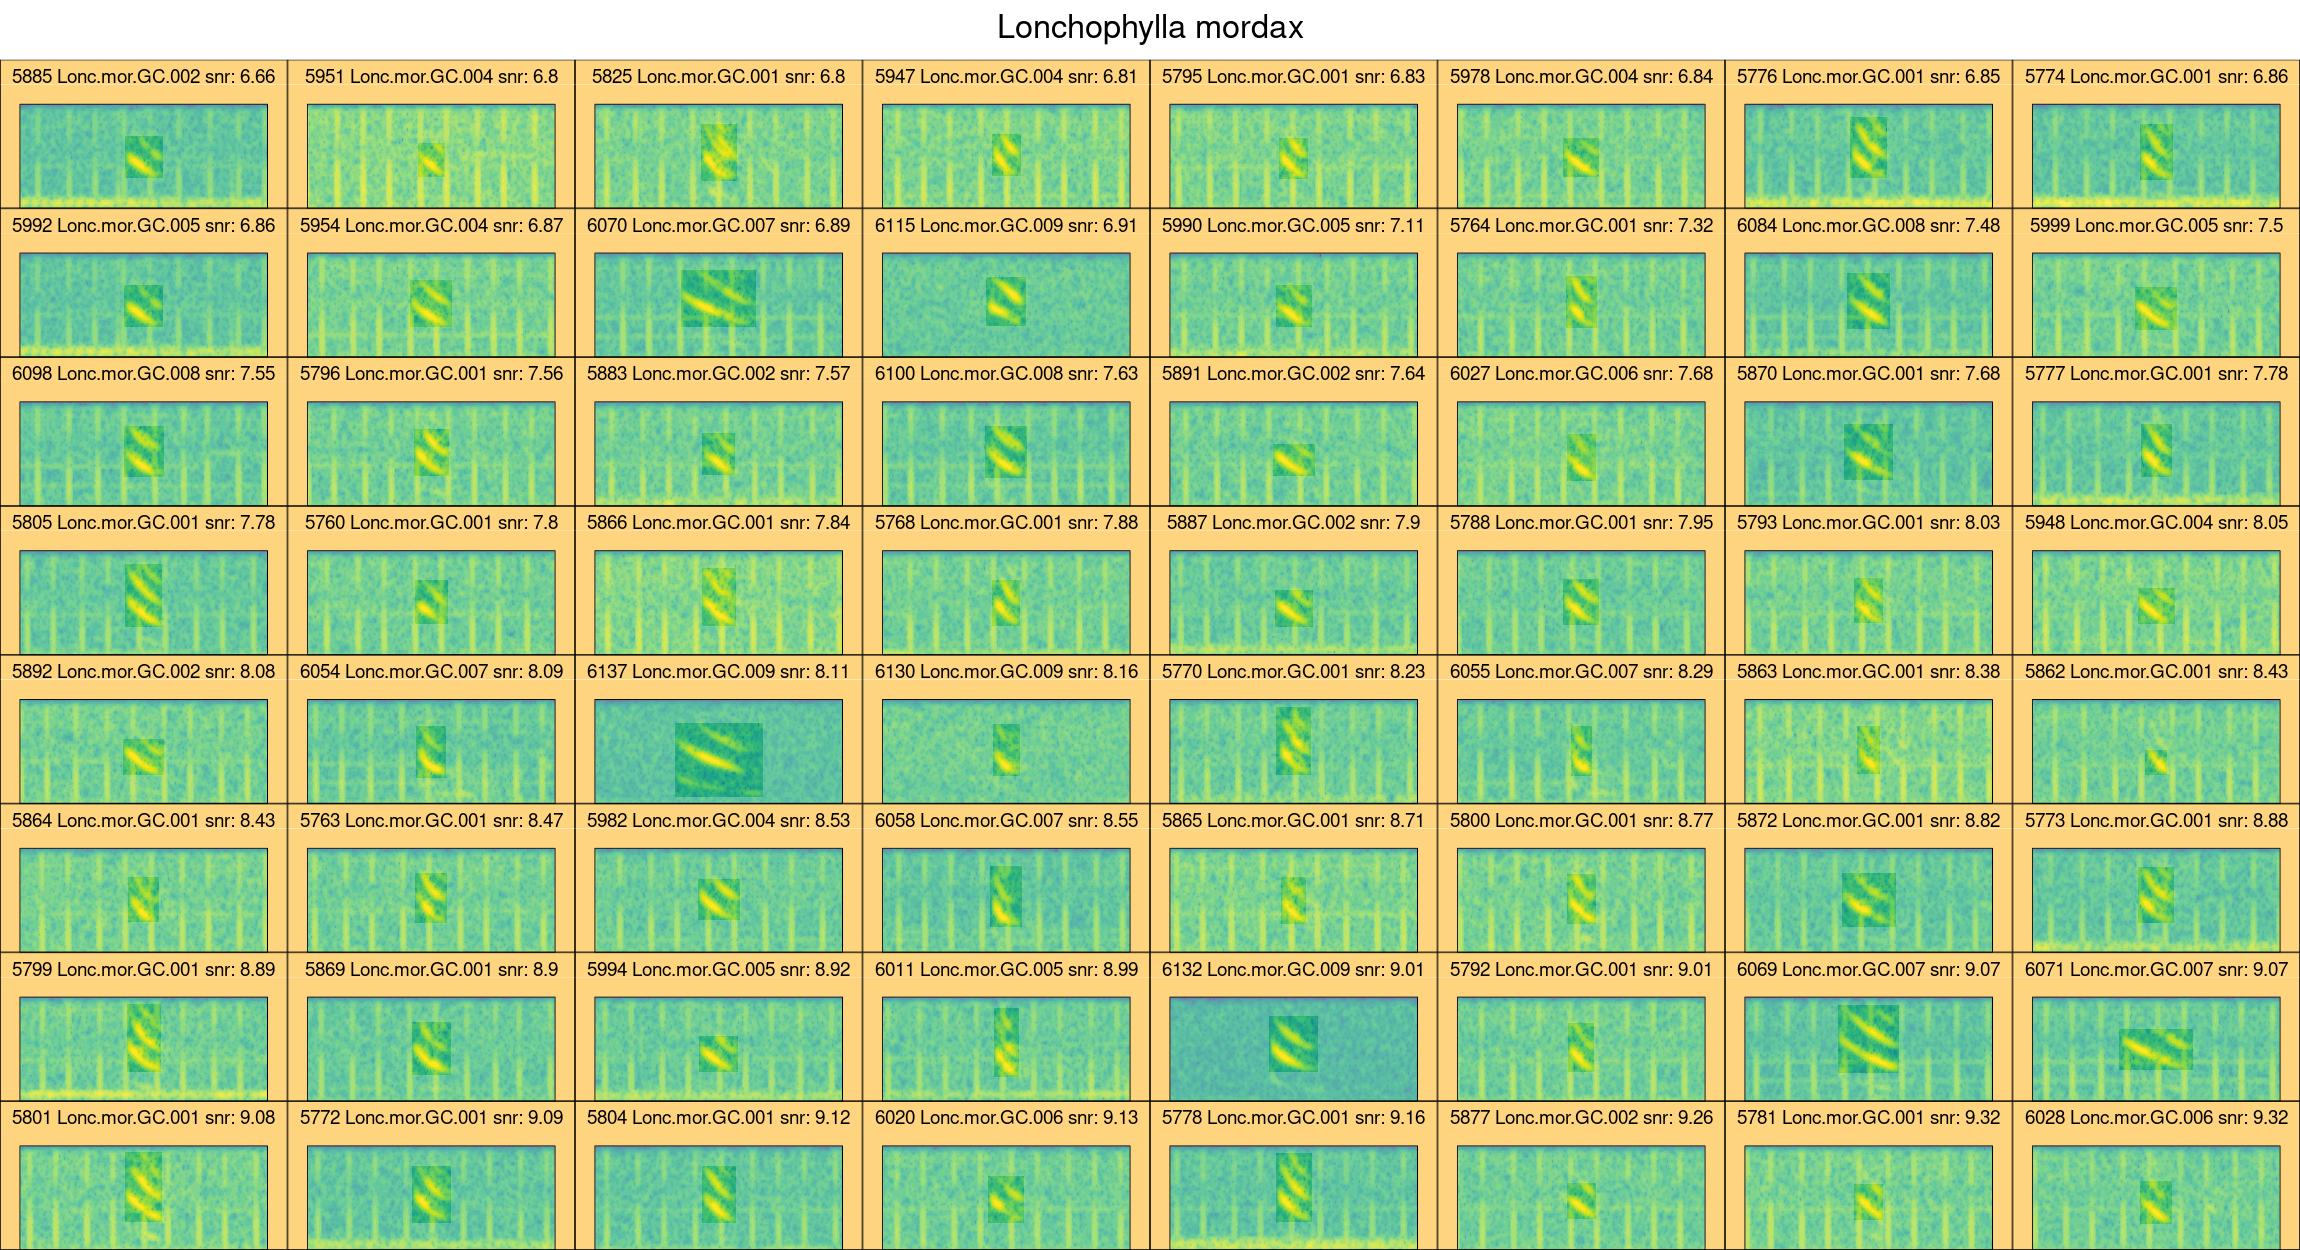 Lonchophylla mordax
5885 Lonc.mor.GC.002 snr: 6.66 5951 Lonc.mor.GC.004 snr: 6.8 5825 Lonc.mor.GC.001 snr: 6.8 5947 Lonc.mor.GC.004 snr: 6.81 5795 Lonc.mor.GC.001 snr: 6.83 5978 Lonc.mor.GC.004 snr: 6.84 5776 Lonc.mor.GC.001 snr: 6.85 5774 Lonc.mor.GC.001 snr: 6.86
5992 Lonc.mor.GC.005 snr: 6.86 5954 Lonc.mor.GC.004 snr: 6.87 6070 Lonc.mor.GC.007 snr: 6.89 6115 Lonc.mor.GC.009 snr: 6.91 5990 Lonc.mor.GC.005 snr: 7.11 5764 Lonc.mor.GC.001 snr: 7.32 6084 Lonc.mor.GC.008 snr: 7.48 5999 Lonc.mor.GC.005 snr: 7.5
6098 Lonc.mor.GC.008 snr: 7.55 5796 Lonc.mor.GC.001 snr: 7.56 5883 Lonc.mor.GC.002 snr: 7.57 6100 Lonc.mor.GC.008 snr: 7.63 5891 Lonc.mor.GC.002 snr: 7.64 6027 Lonc.mor.GC.006 snr: 7.68 5870 Lonc.mor.GC.001 snr: 7.68 5777 Lonc.mor.GC.001 snr: 7.78
5805 Lonc.mor.GC.001 snr: 7.78 5760 Lonc.mor.GC.001 snr: 7.8 5866 Lonc.mor.GC.001 snr: 7.84 5768 Lonc.mor.GC.001 snr: 7.88 5887 Lonc.mor.GC.002 snr: 7.9 5788 Lonc.mor.GC.001 snr: 7.95 5793 Lonc.mor.GC.001 snr: 8.03 5948 Lonc.mor.GC.004 snr: 8.05
5892 Lonc.mor.GC.002 snr: 8.08 6054 Lonc.mor.GC.007 snr: 8.09 6137 Lonc.mor.GC.009 snr: 8.11 6130 Lonc.mor.GC.009 snr: 8.16 5770 Lonc.mor.GC.001 snr: 8.23 6055 Lonc.mor.GC.007 snr: 8.29 5863 Lonc.mor.GC.001 snr: 8.38 5862 Lonc.mor.GC.001 snr: 8.43
5864 Lonc.mor.GC.001 snr: 8.43 5763 Lonc.mor.GC.001 snr: 8.47 5982 Lonc.mor.GC.004 snr: 8.53 6058 Lonc.mor.GC.007 snr: 8.55 5865 Lonc.mor.GC.001 snr: 8.71 5800 Lonc.mor.GC.001 snr: 8.77 5872 Lonc.mor.GC.001 snr: 8.82 5773 Lonc.mor.GC.001 snr: 8.88
5799 Lonc.mor.GC.001 snr: 8.89 5869 Lonc.mor.GC.001 snr: 8.9 5994 Lonc.mor.GC.005 snr: 8.92 6011 Lonc.mor.GC.005 snr: 8.99 6132 Lonc.mor.GC.009 snr: 9.01 5792 Lonc.mor.GC.001 snr: 9.01 6069 Lonc.mor.GC.007 snr: 9.07 6071 Lonc.mor.GC.007 snr: 9.07
5801 Lonc.mor.GC.001 snr: 9.08 5772 Lonc.mor.GC.001 snr: 9.09 5804 Lonc.mor.GC.001 snr: 9.12 6020 Lonc.mor.GC.006 snr: 9.13 5778 Lonc.mor.GC.001 snr: 9.16 5877 Lonc.mor.GC.002 snr: 9.26 5781 Lonc.mor.GC.001 snr: 9.32 6028 Lonc.mor.GC.006 snr: 9.32